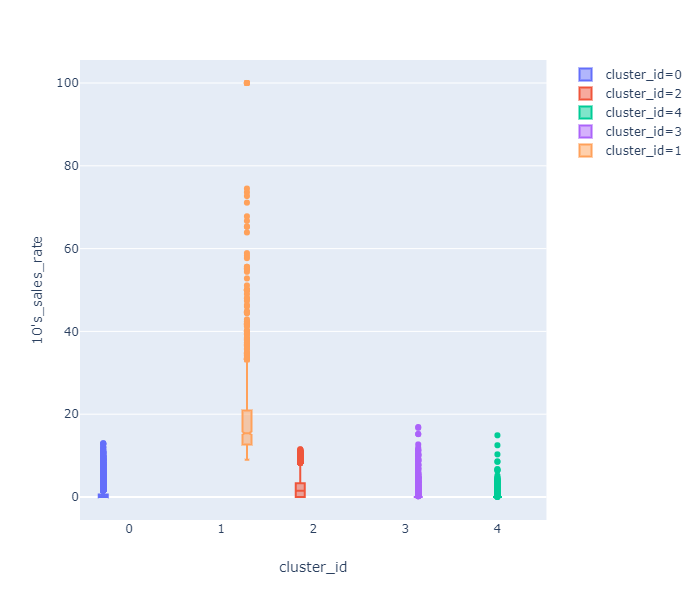 cluster_id=0
cluster_id=2
cluster_id=4
cluster_id=3
cluster_id=1
100
80
60
40
20
0
10's_sales_rate
0 1 2 3 4
cluster_id